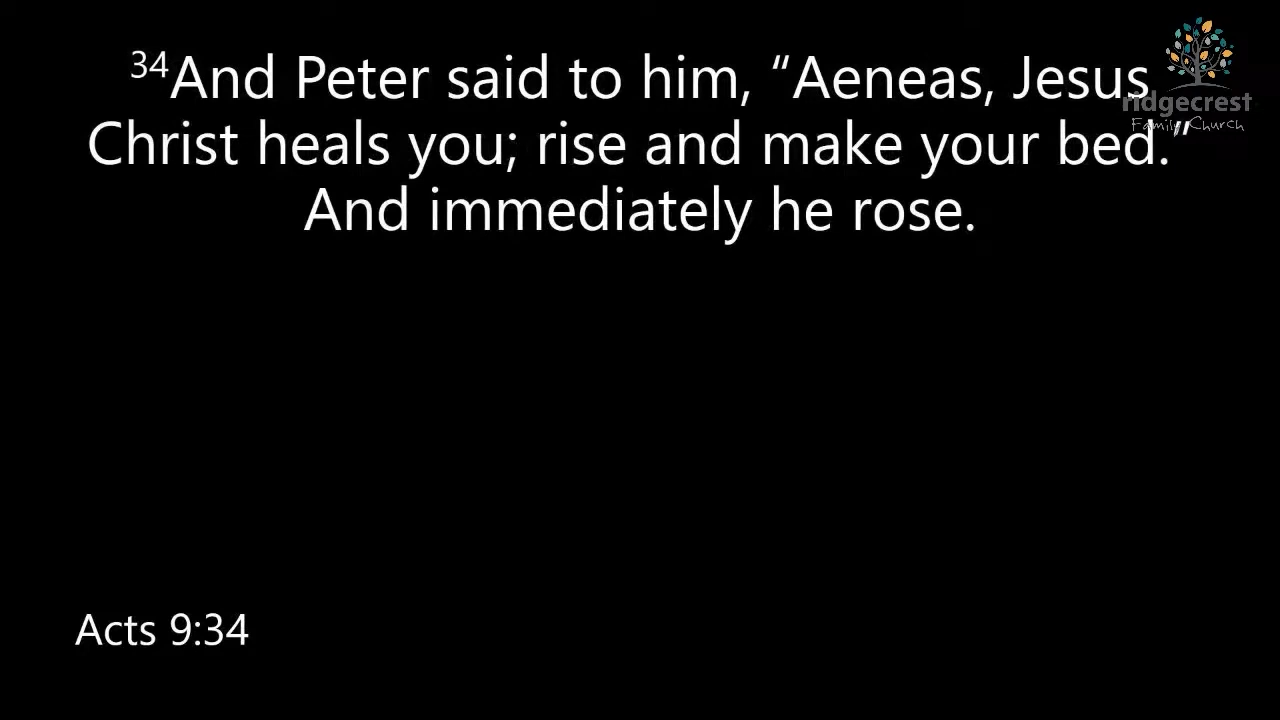 ³⁴And Peter said to him, “Aeneas, Jesus
Christ heals you; rise and make your bed.”
And immediately he rose.
ridgecrest
Family Church
Acts 9:34